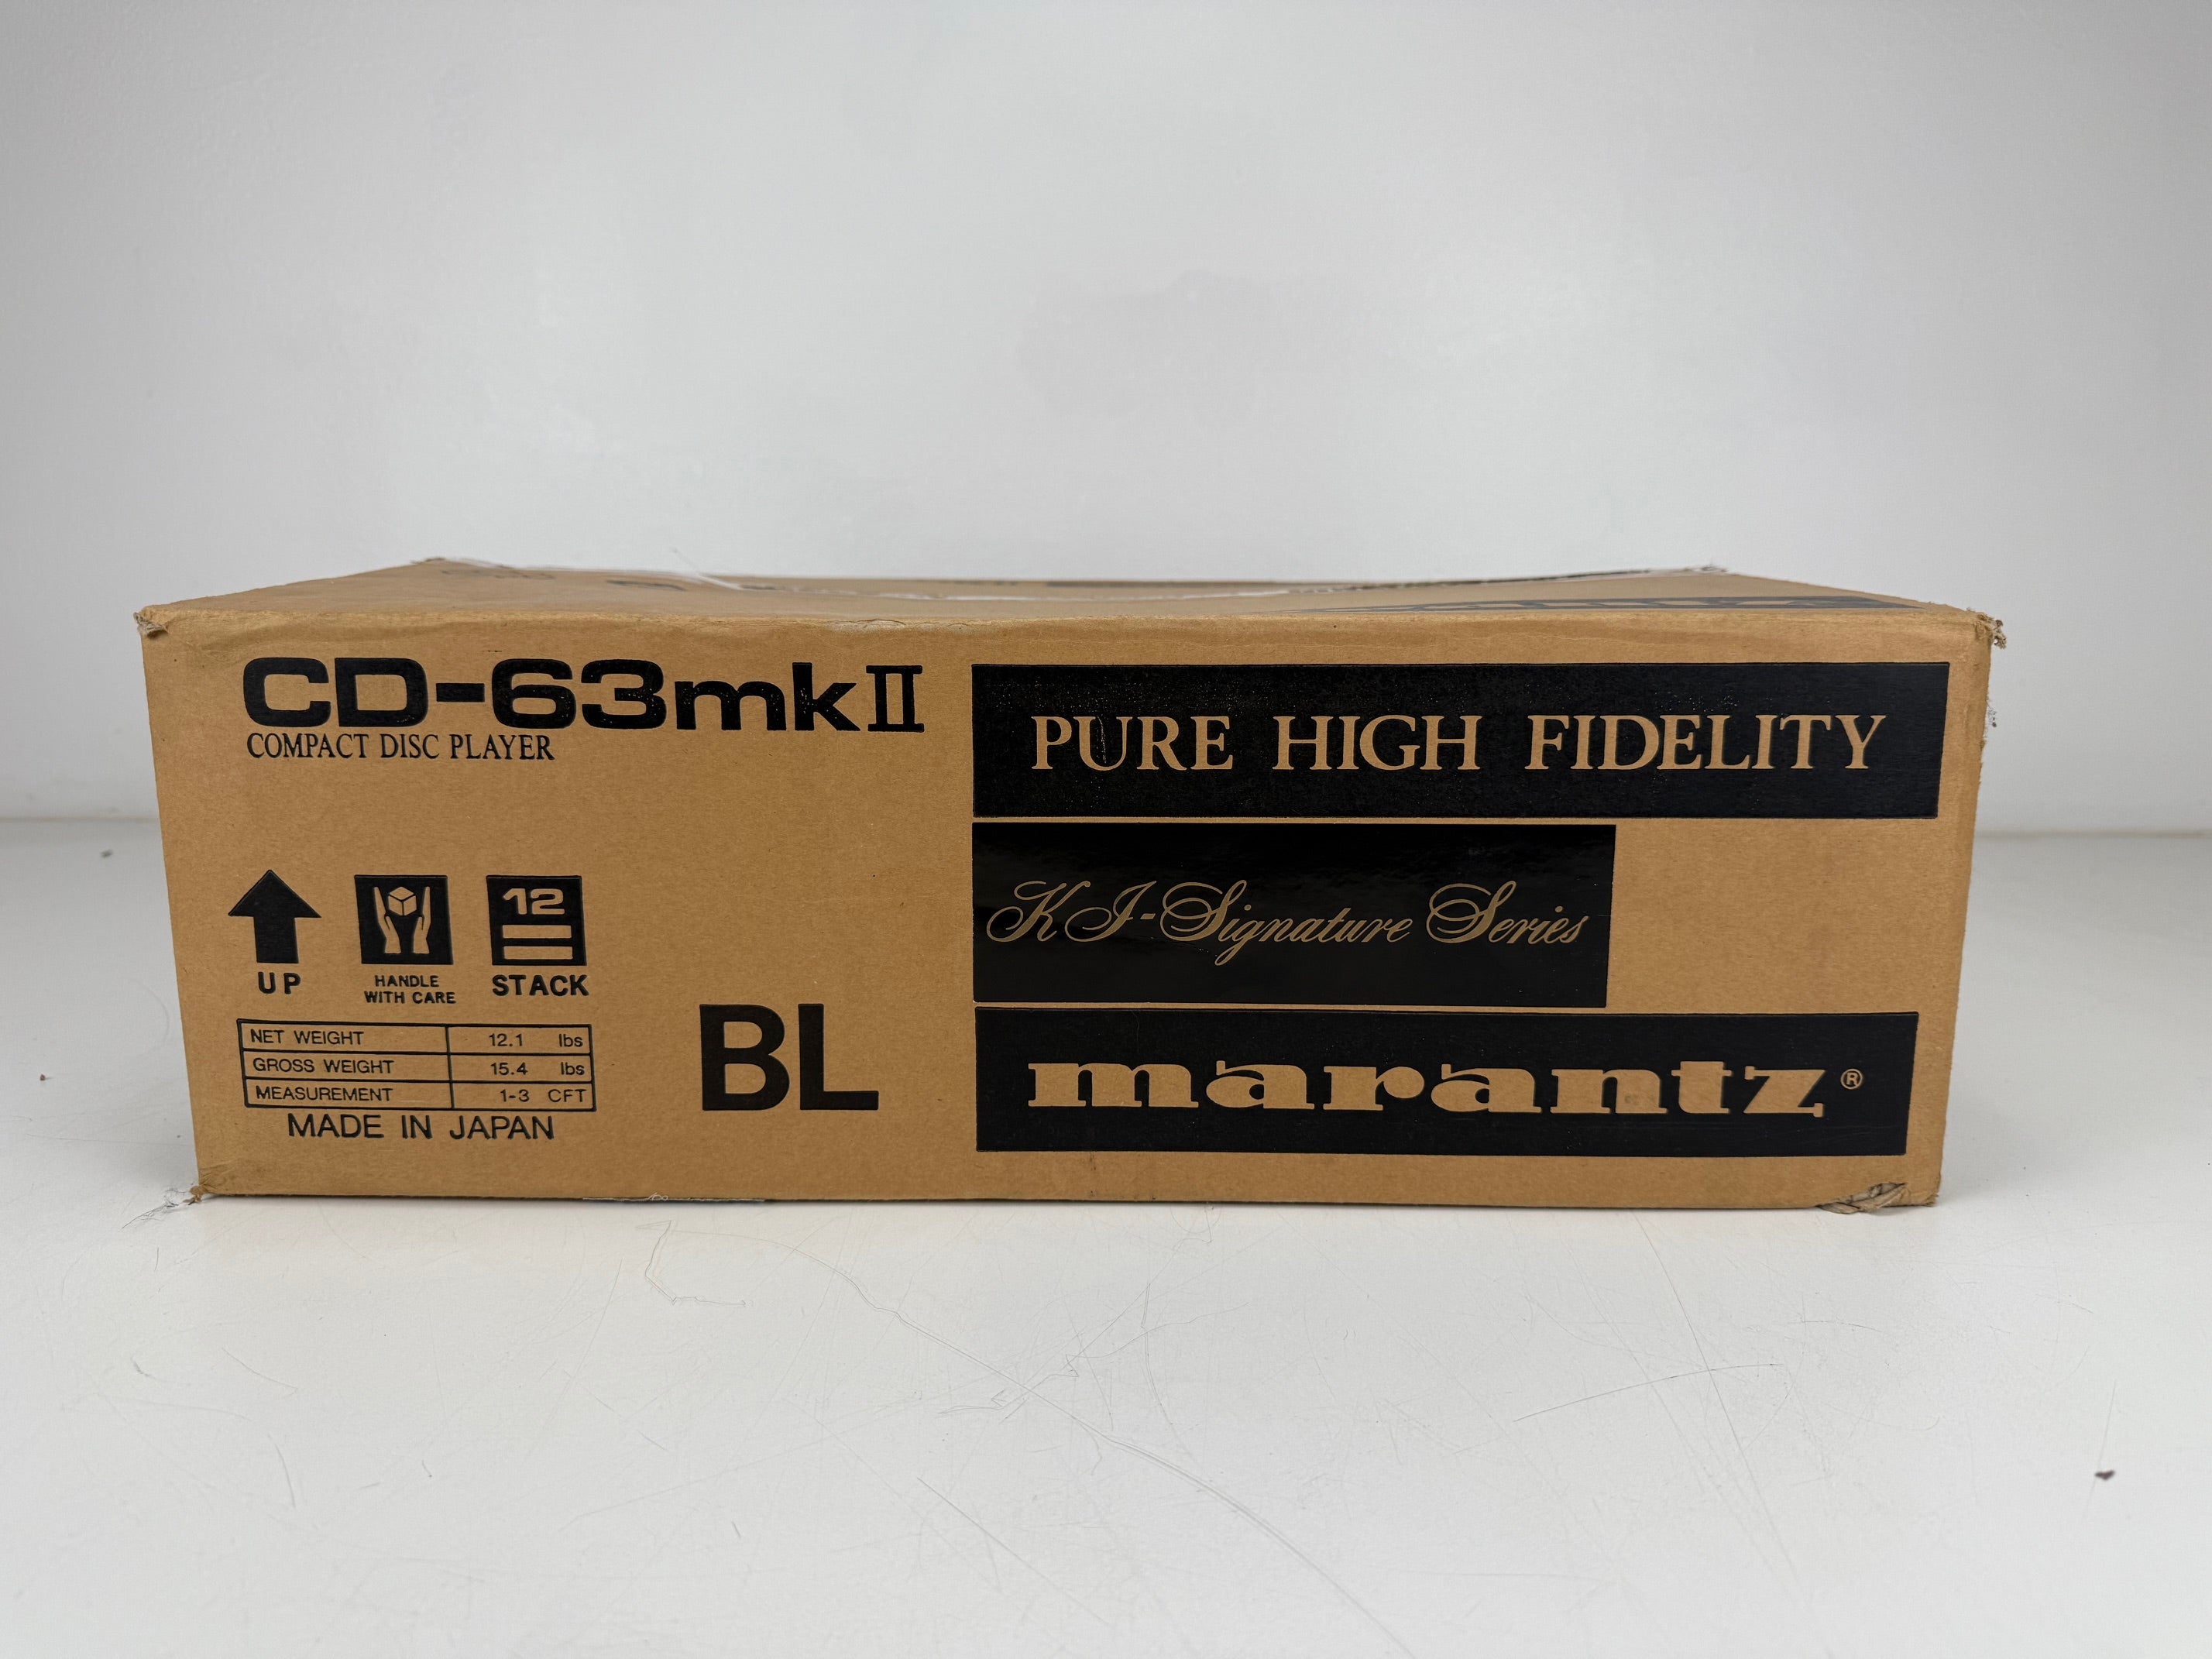 CD-63mkII
COMPACT DISC PLAYER
PURE HIGH FIDELITY
KI-Signature Series
marantz®
UP
HANDLE
WITH CARE
12
STACK
NET WEIGHT 12.1 lbs
GROSS WEIGHT 15.4 lbs
MEASUREMENT 1-3 CFT
MADE IN JAPAN
BL